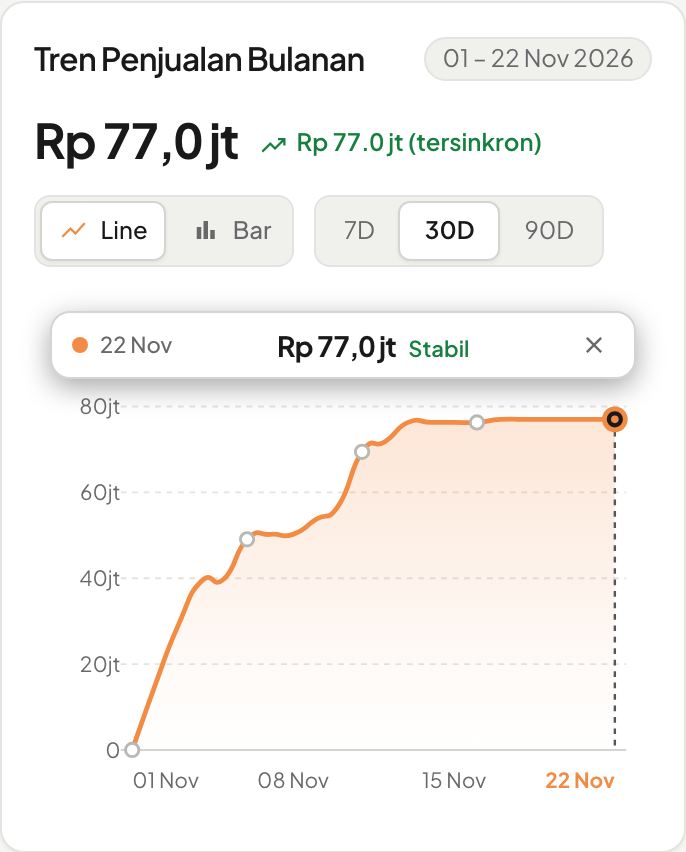 Tren Penjualan Bulanan
01 – 22 Nov 2026
Rp 77,0 jt
Rp 77.0 jt (tersinkron)
Line
Bar
7D
30D
90D
22 Nov
Rp 77,0 jt
Stabil
80jt
60jt
40jt
20jt
0
01 Nov
08 Nov
15 Nov
22 Nov